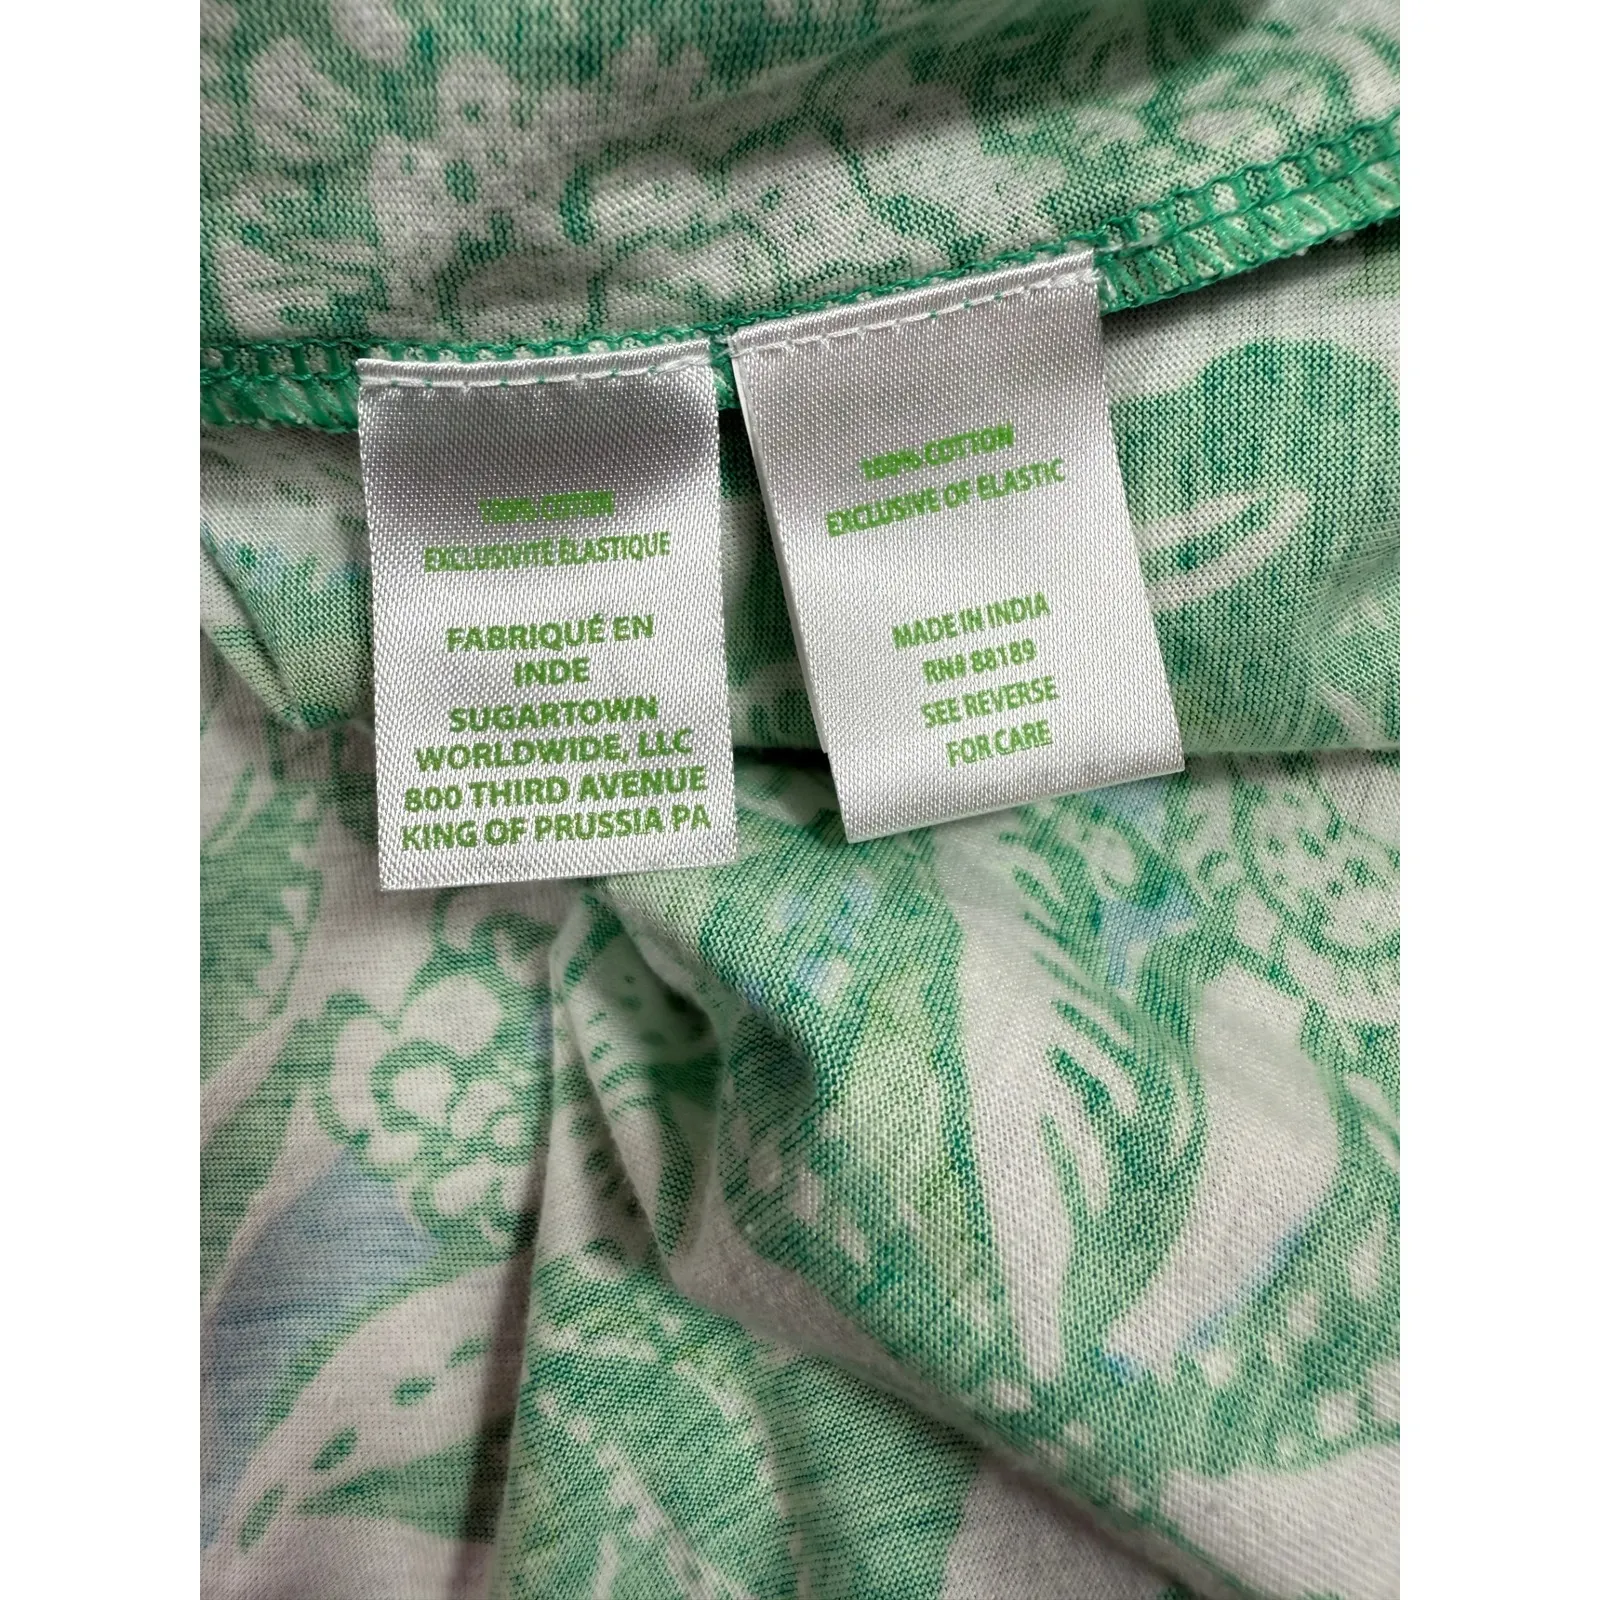 100% COTTON
EXCLUSIVITÉ ÉLASTIQUE
FABRIQUÉ EN
INDE
SUGARTOWN
WORLDWIDE, LLC
800 THIRD AVENUE
KING OF PRUSSIA PA
100% COTTON
EXCLUSIVE OF ELASTIC
MADE IN INDIA
RN# 88189
SEE REVERSE
FOR CARE